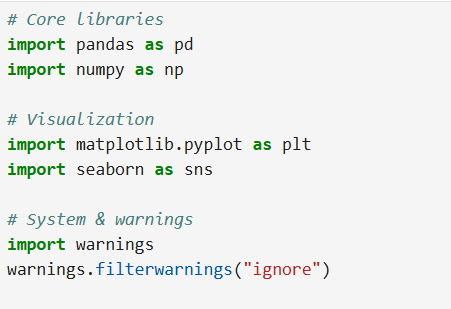 # Core libraries
import pandas as pd
import numpy as np
# Visualization
import matplotlib.pyplot as plt
import seaborn as sns
# System & warnings
import warnings
warnings.filterwarnings("ignore")